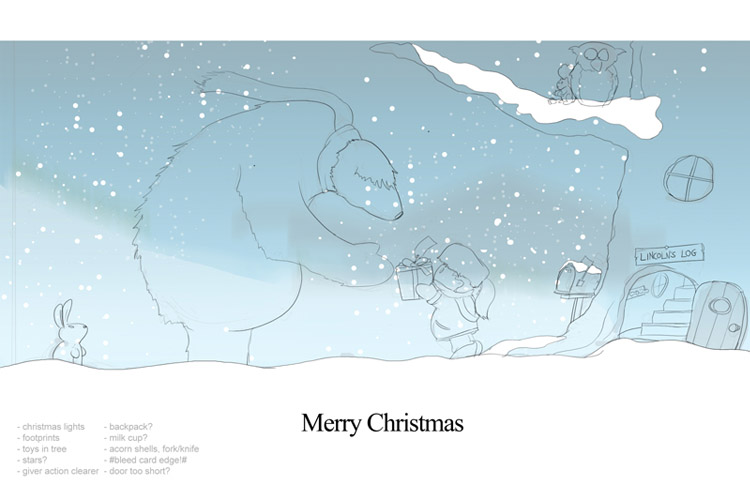 LINCOLN'S LOG
Merry Christmas
- christmas lights
- footprints
- toys in tree
- stars?
- giver action clearer
- backpack?
- milk cup?
- acorn shells, fork/knife
- #bleed card edge!#
- door too short?